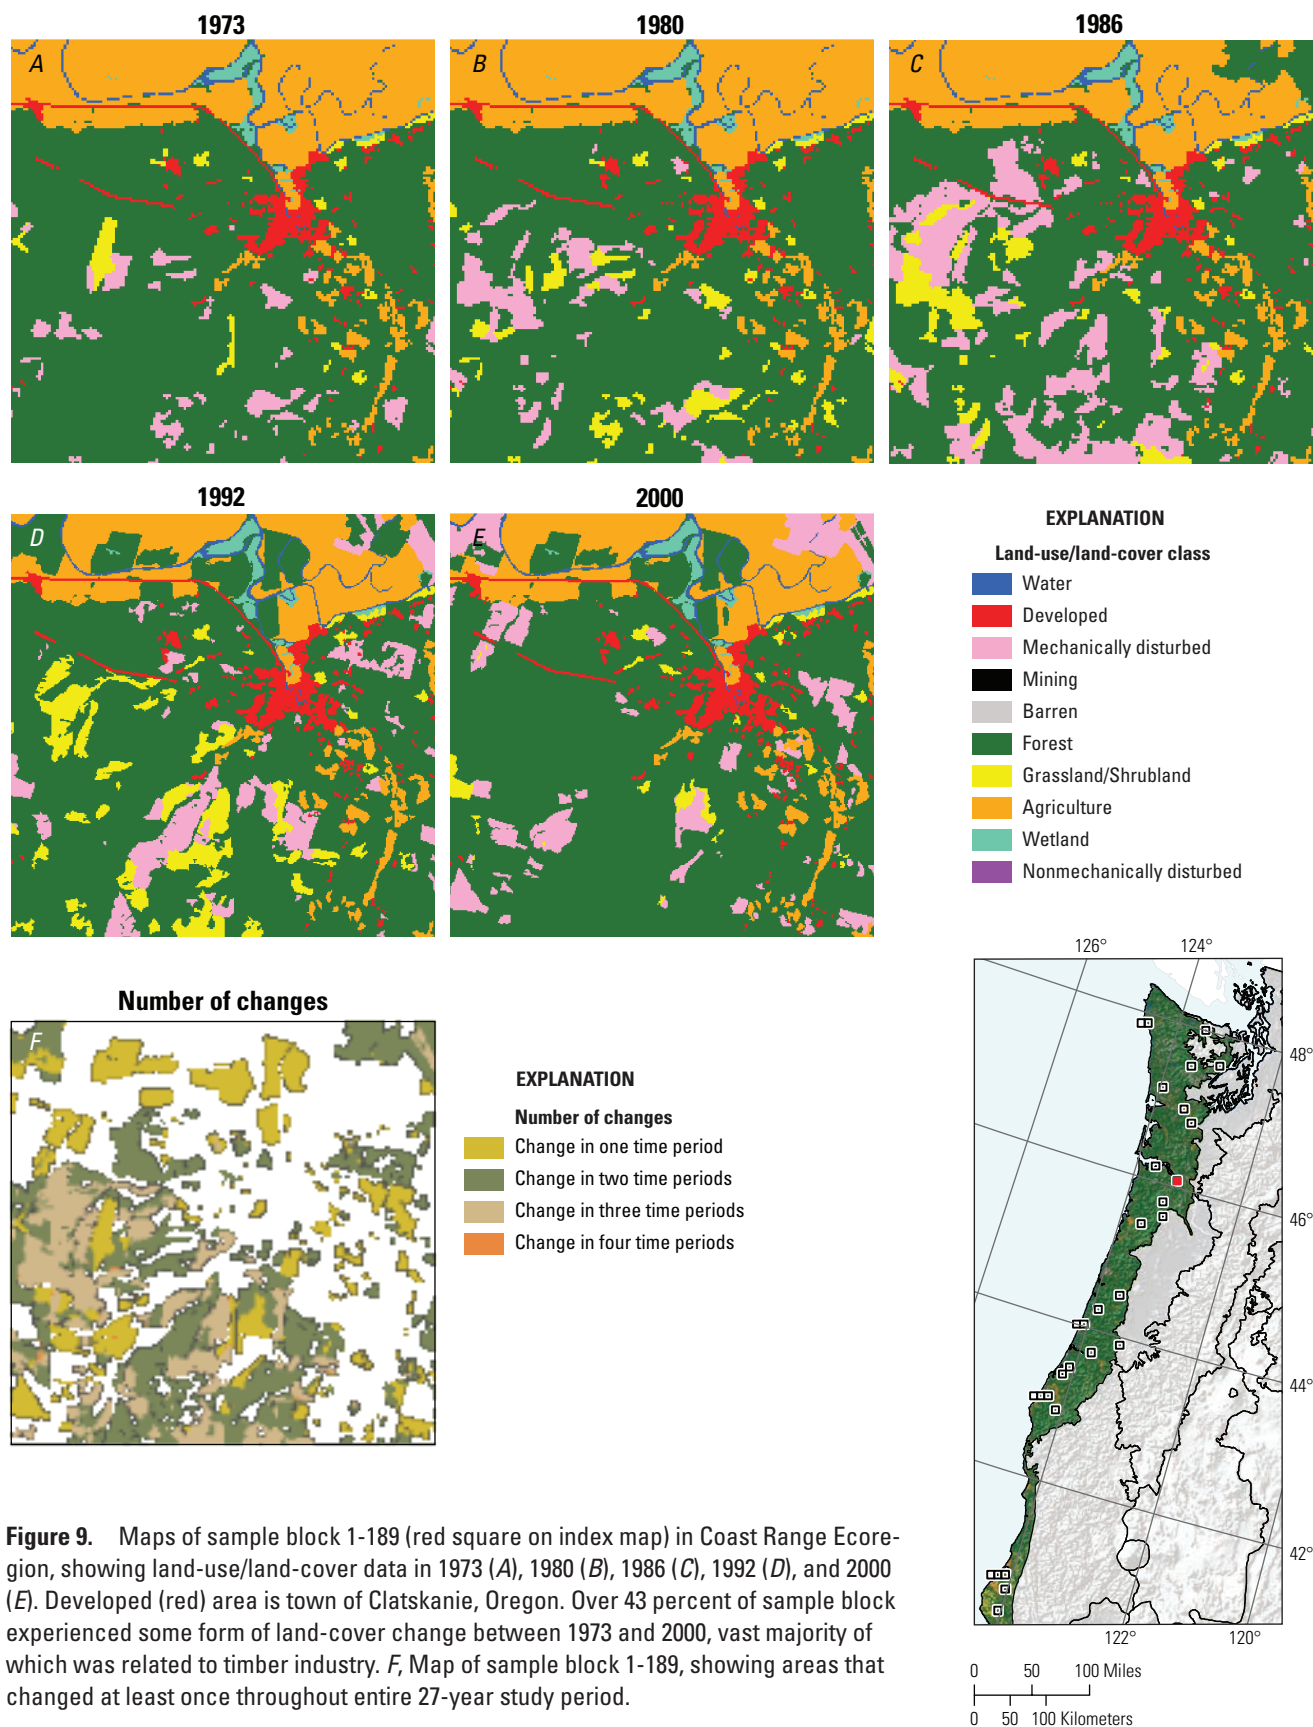 1973
A
1980
B
1986
C
1992
D
2000
E
EXPLANATION
Land-use/land-cover class
Water
Developed
Mechanically disturbed
Mining
Barren
Forest
Grassland/Shrubland
Agriculture
Wetland
Nonmechanically disturbed
Number of changes
F
EXPLANATION
Number of changes
Change in one time period
Change in two time periods
Change in three time periods
Change in four time periods
126°
124°
48°
46°
44°
42°
122°
120°
0 50 100 Miles
0 50 100 Kilometers
Figure 9. Maps of sample block 1-189 (red square on index map) in Coast Range Ecore-
gion, showing land-use/land-cover data in 1973 (A), 1980 (B), 1986 (C), 1992 (D), and 2000
(E). Developed (red) area is town of Clatskanie, Oregon. Over 43 percent of sample block
experienced some form of land-cover change between 1973 and 2000, vast majority of
which was related to timber industry. F, Map of sample block 1-189, showing areas that
changed at least once throughout entire 27-year study period.